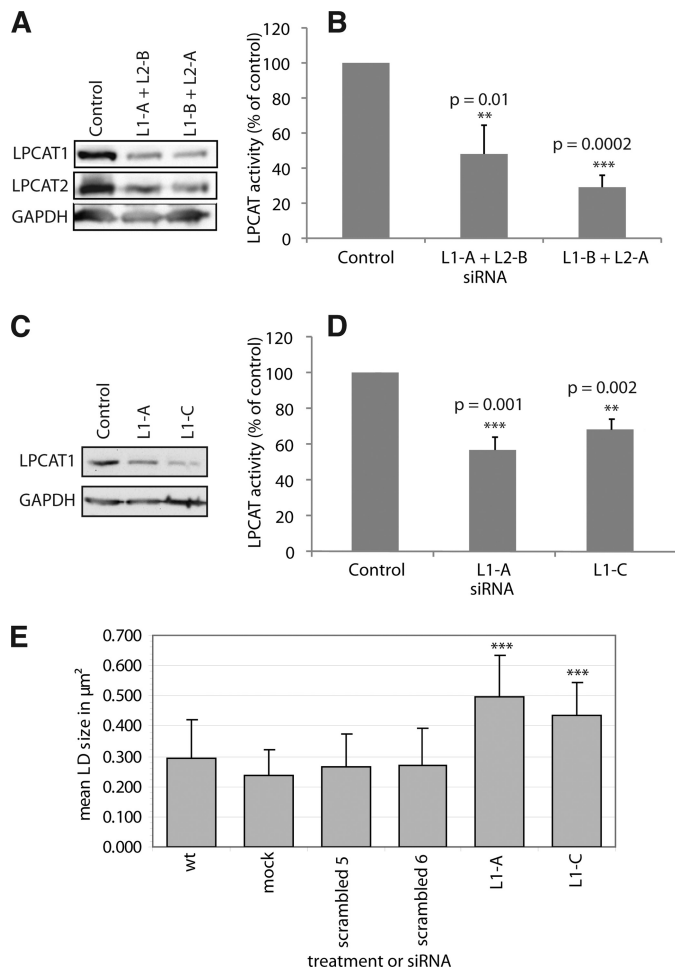 A
Control
L1-A + L2-B
L1-B + L2-A
LPCAT1
LPCAT2
GAPDH
B
LPCAT activity (% of control)
120
100
80
60
40
20
0
p = 0.01
**
p = 0.0002
***
Control
L1-A + L2-B
L1-B + L2-A
siRNA
C
Control
L1-A
L1-C
LPCAT1
GAPDH
D
LPCAT activity (% of control)
120
100
80
60
40
20
0
p = 0.001
***
p = 0.002
**
Control
L1-A
L1-C
siRNA
E
mean LD size in µm²
0.700
0.600
0.500
0.400
0.300
0.200
0.100
0.000
***
***
wt
mock
scrambled 5
scrambled 6
L1-A
L1-C
treatment or siRNA